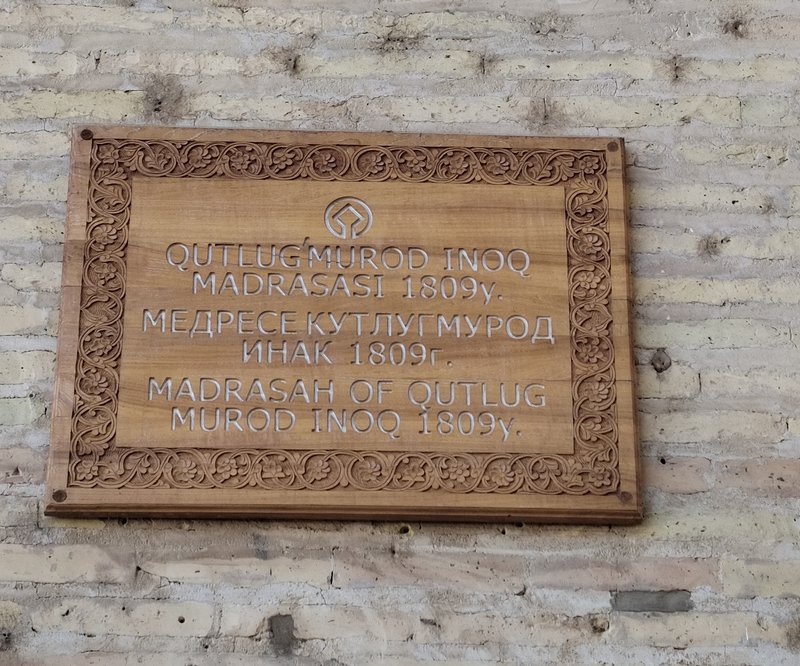 QUTLUG'MUROD INOQ
MADRASASI 1809y.
МЕДРЕСЕ КУТЛУГМУРОД
ИНАК 1809г.
MADRASAH OF QUTLUG
MUROD INOQ 1809y.